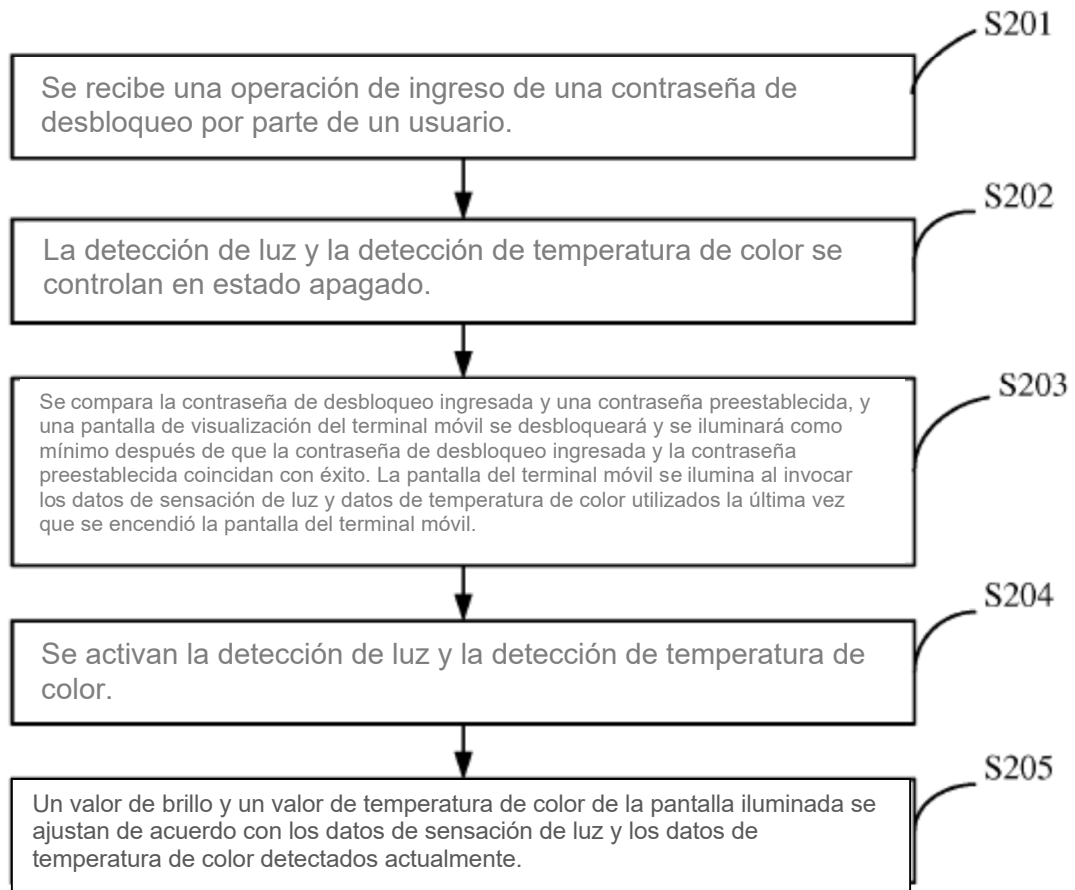 S201
Se recibe una operación de ingreso de una contraseña de
desbloqueo por parte de un usuario.
S202
La detección de luz y la detección de temperatura de color se
controlan en estado apagado.
S203
Se compara la contraseña de desbloqueo ingresada y una contraseña preestablecida, y
una pantalla de visualización del terminal móvil se desbloqueará y se iluminará como
mínimo después de que la contraseña de desbloqueo ingresada y la contraseña
preestablecida coincidan con éxito. La pantalla del terminal móvil se ilumina al invocar
los datos de sensación de luz y datos de temperatura de color utilizados la última vez
que se encendió la pantalla del terminal móvil.
S204
Se activan la detección de luz y la detección de temperatura de
color.
S205
Un valor de brillo y un valor de temperatura de color de la pantalla iluminada se
ajustan de acuerdo con los datos de sensación de luz y los datos de
temperatura de color detectados actualmente.